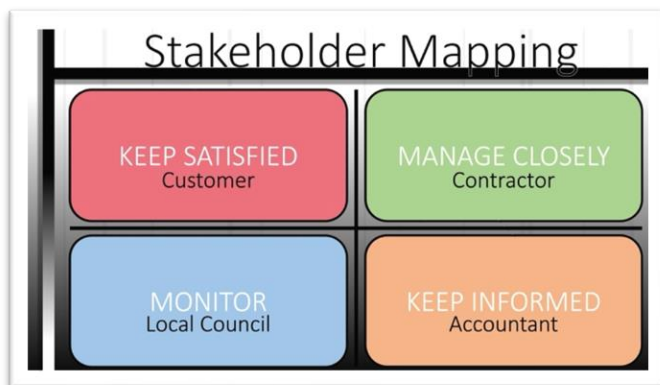 Stakeholder Mapping
KEEP SATISFIED
Customer
MANAGE CLOSELY
Contractor
MONITOR
Local Council
KEEP INFORMED
Accountant